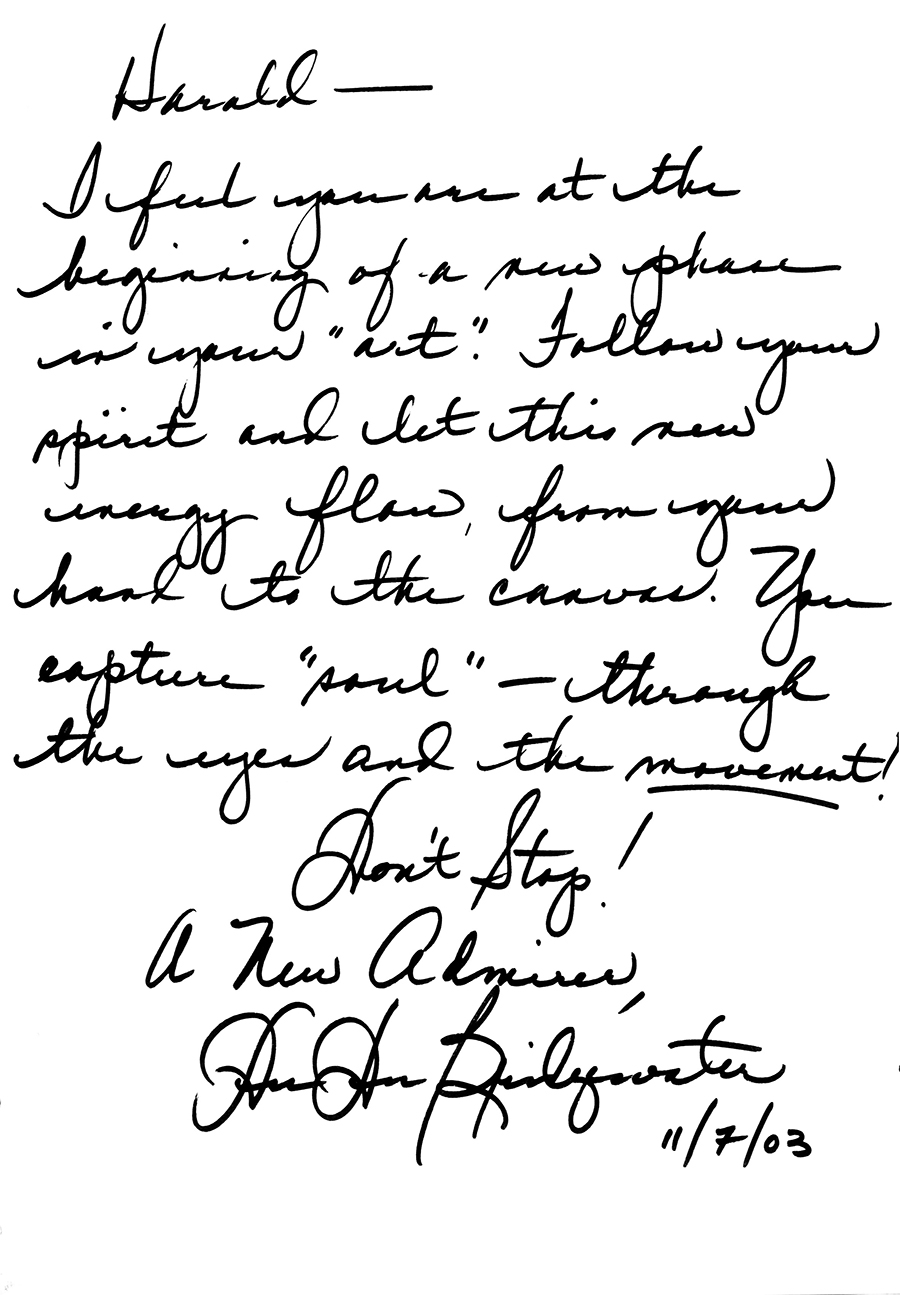 Harald —
I feel you are at the
beginning of a new phase
in your "art". Follow your
spirit and let this new
energy flow, from your
hand to the canvas. You
capture "soul" — through
the eyes and the movement!
Don't Stop!
A New Admirer,
Dee Dee Bridgewater
11/7/03